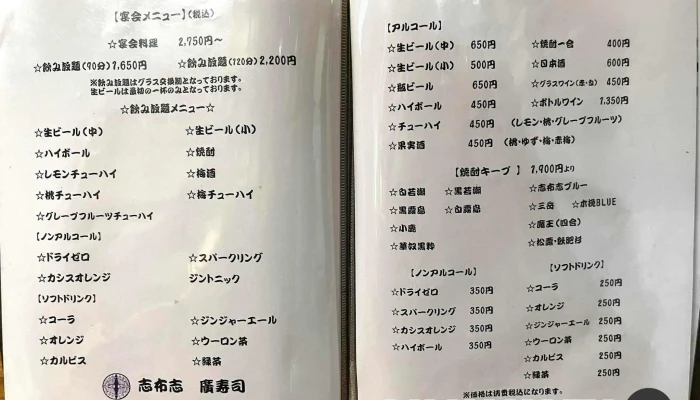 【宴会メニュー】(税込)
☆宴会料理 2,750円～
☆飲み放題(90分)1,650円 ☆飲み放題(120分)2,200円
※飲み放題はグラス交換制となっております。
生ビールは最初の一杯のみとなっております。
☆飲み放題メニュー☆
☆生ビール(中) ☆生ビール(小)
☆ハイボール ☆焼酎
☆レモンチューハイ ☆梅酒
☆桃チューハイ ☆梅チューハイ
☆グレープフルーツチューハイ
【ノンアルコール】
☆ドライゼロ ☆スパークリング
☆カシスオレンジ ジントニック
【ソフトドリンク】
☆コーラ ☆ジンジャーエール
☆オレンジ ☆ウーロン茶
☆カルピス ☆緑茶
志布志 廣寿司
【アルコール】
☆生ビール(中) 650円 ☆焼酎一合 400円
☆生ビール(小) 500円 ☆日本酒 600円
☆瓶ビール 650円 ☆グラスワイン(赤・白) 450円
☆ハイボール 450円 ☆ボトルワイン 1,350円
☆チューハイ 450円 (レモン・桃・グレープフルーツ)
☆果実酒 450円 (桃・ゆず・梅・赤梅)
【焼酎キープ】 1,900円より
☆白若潮 ☆黒若潮 ☆志布志ブルー
☆黒霧島 ☆白霧島 ☆三岳 ☆木挽BLUE
☆小鹿 ☆魔王(四合)
☆華奴黒粋 ☆松露・飫肥杉
【ノンアルコール】
☆ドライゼロ 350円
☆スパークリング 350円
☆カシスオレンジ 350円
☆ハイボール 350円
【ソフトドリンク】
☆コーラ 250円
☆オレンジ 250円
☆ジンジャーエール 250円
☆ウーロン茶 250円
☆カルピス 250円
☆緑茶 250円
※価格は消費税込になります。